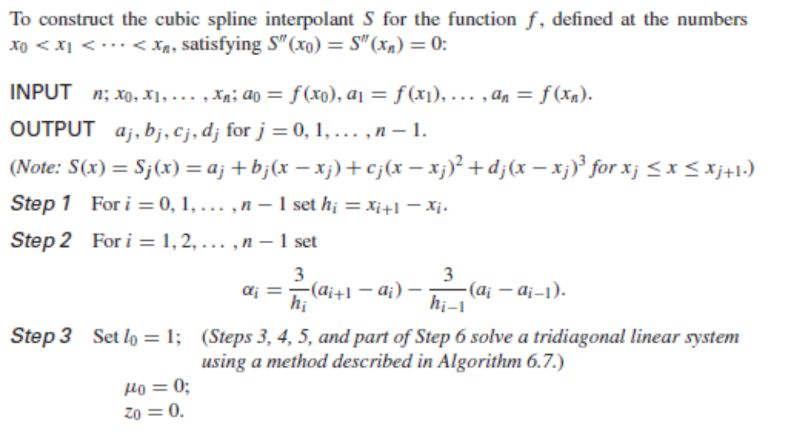 To construct the cubic spline interpolant S for the function f, defined at the numbers
x₀ < x₁ < ··· < xₙ, satisfying S″(x₀) = S″(xₙ) = 0:
INPUT n; x₀, x₁, ... , xₙ; a₀ = f(x₀), a₁ = f(x₁), ... , aₙ = f(xₙ).
OUTPUT aⱼ, bⱼ, cⱼ, dⱼ for j = 0, 1, ... , n − 1.
(Note: S(x) = Sⱼ(x) = aⱼ + bⱼ(x − xⱼ) + cⱼ(x − xⱼ)² + dⱼ(x − xⱼ)³ for xⱼ ≤ x ≤ xⱼ₊₁.)
Step 1 For i = 0, 1, ... , n − 1 set hᵢ = xᵢ₊₁ − xᵢ.
Step 2 For i = 1, 2, ... , n − 1 set
αᵢ = 3/hᵢ (aᵢ₊₁ − aᵢ) − 3/hᵢ₋₁ (aᵢ − aᵢ₋₁).
Step 3 Set l₀ = 1; (Steps 3, 4, 5, and part of Step 6 solve a tridiagonal linear system
using a method described in Algorithm 6.7.)
μ₀ = 0;
z₀ = 0.